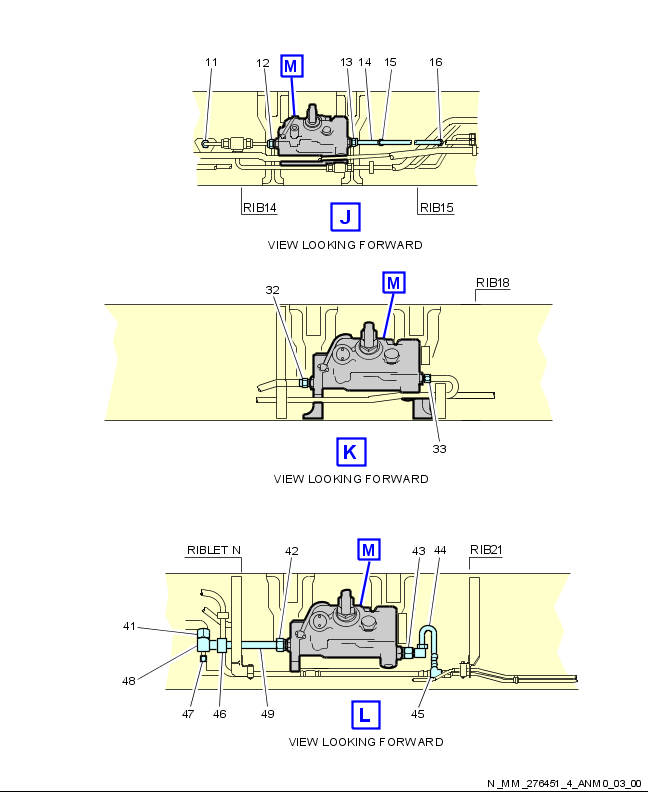 11 12 M 13 14 15 16
RIB14 RIB15
J
VIEW LOOKING FORWARD
32 M RIB18
33
K
VIEW LOOKING FORWARD
RIBLET N 42 M 43 44 RIB21
41
48
47 46 49 45
L
VIEW LOOKING FORWARD
N_MM_276451_4_ANM0_03_00